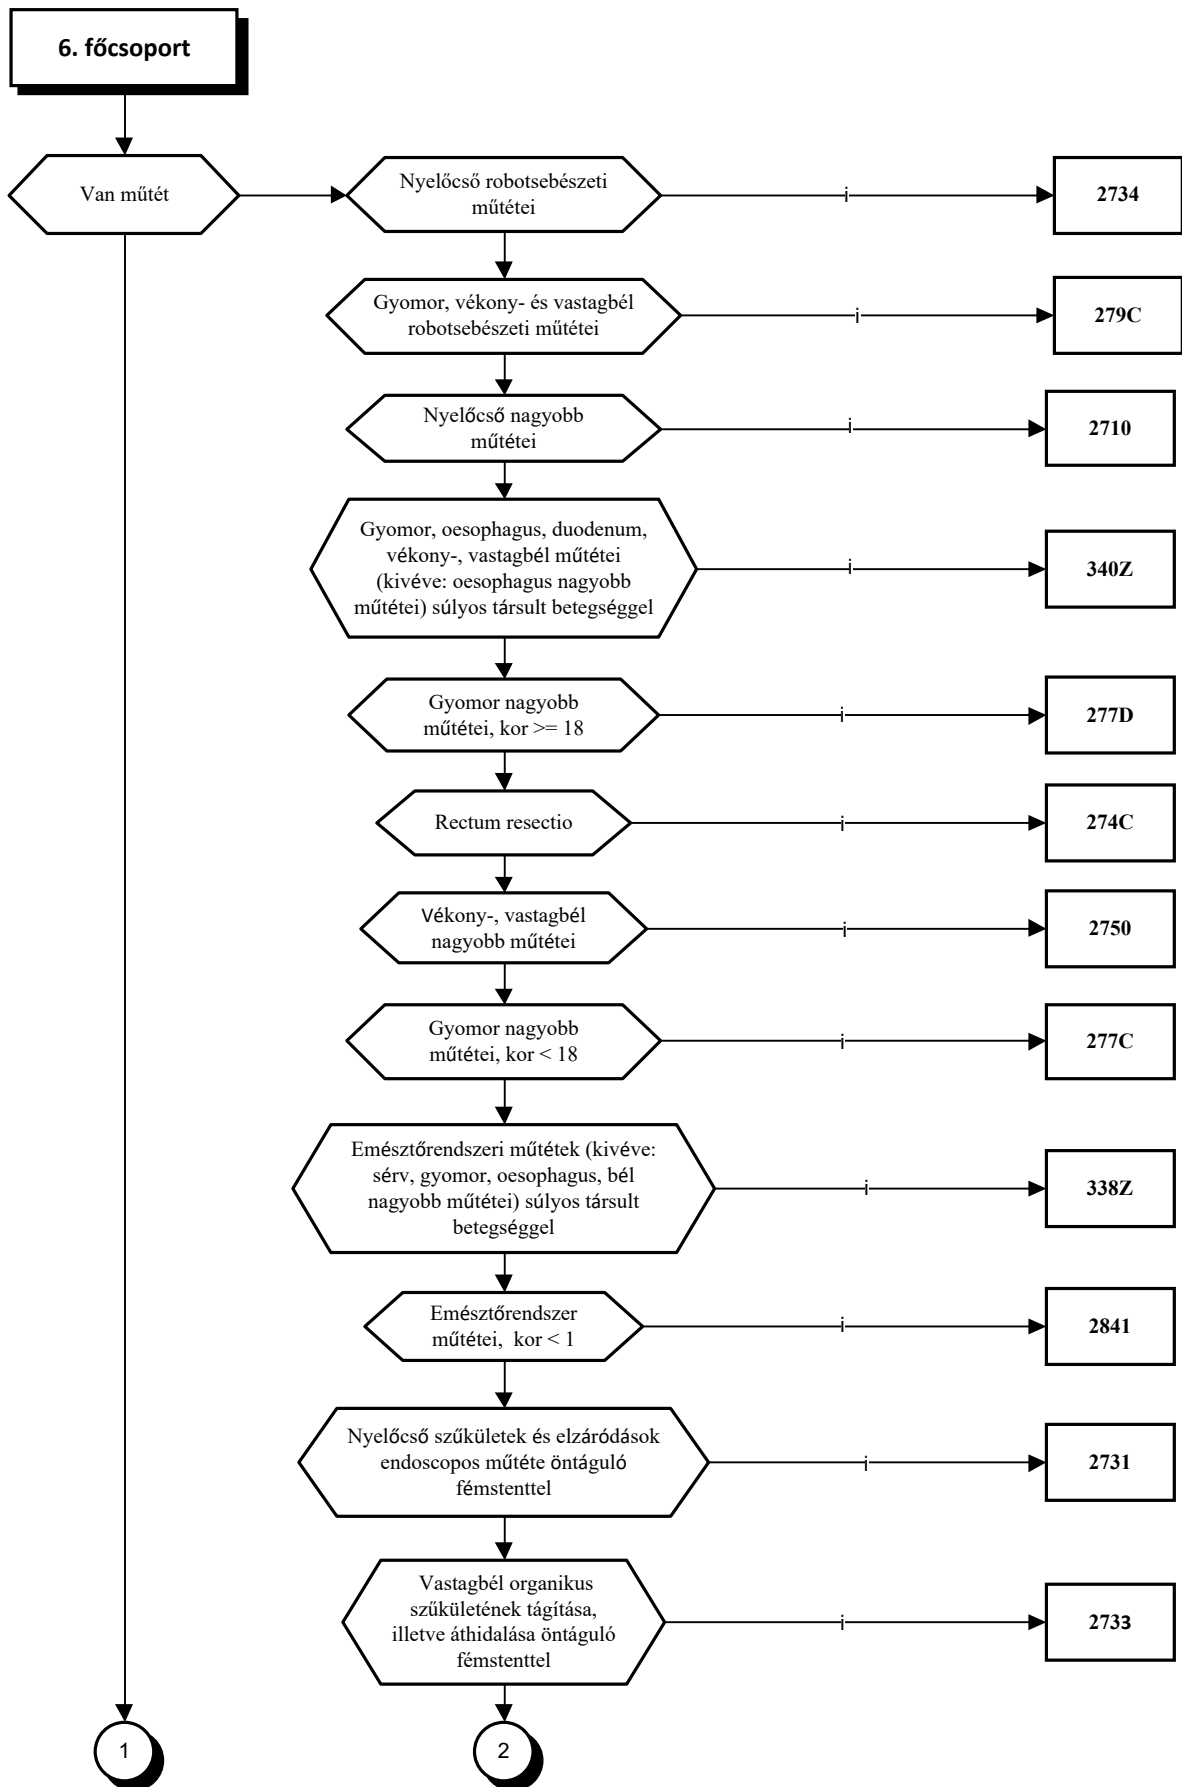 6. főcsoport
Van műtét
Nyelőcső robotsebészeti
műtétei
i
2734
Gyomor, vékony- és vastagbél
robotsebészeti műtétei
i
279C
Nyelőcső nagyobb
műtétei
i
2710
Gyomor, oesophagus, duodenum,
vékony-, vastagbél műtétei
(kivéve: oesophagus nagyobb
műtétei) súlyos társult betegséggel
i
340Z
Gyomor nagyobb
műtétei, kor >= 18
i
277D
Rectum resectio
i
274C
Vékony-, vastagbél
nagyobb műtétei
i
2750
Gyomor nagyobb
műtétei, kor < 18
i
277C
Emésztőrendszeri műtétek (kivéve:
sérv, gyomor, oesophagus, bél
nagyobb műtétei) súlyos társult
betegséggel
i
338Z
Emésztőrendszer
műtétei, kor < 1
i
2841
Nyelőcső szűkületek és elzáródások
endoscopos műtéte öntáguló
fémstenttel
i
2731
Vastagbél organikus
szűkületének tágítása,
illetve áthidalása öntáguló
fémstenttel
i
2733
1
2